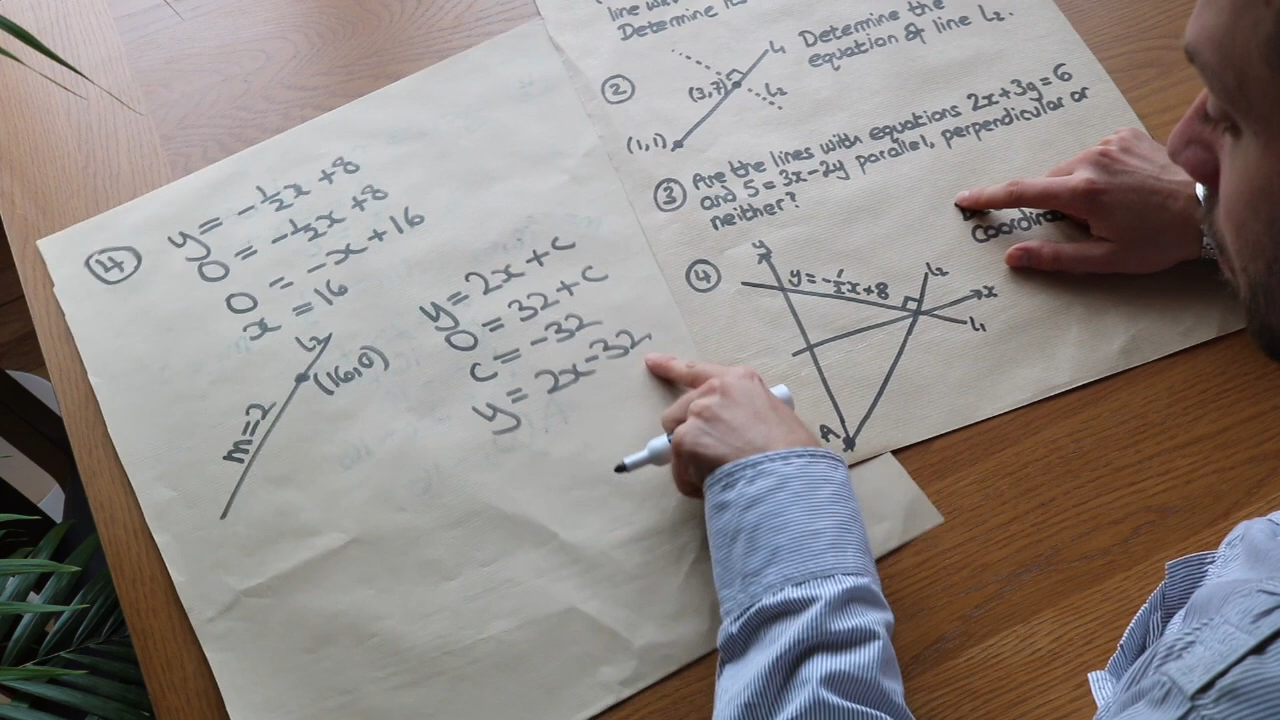 ④
y = -½x +8
0 = -½x +8
0 = -x +16
x = 16
L₂
(16,0)
m=2
y = 2x + c
0 = 32 + c
c = -32
y = 2x-32
line with
Determine
②
L₁
(3,7)
L₂
(1,1)
Determine the
equation of line L₂.
③ Are the lines with equations 2x+3y=6
and 5=3x-2y parallel, perpendicular or
neither?
④
y
y = -½x+8
L₂
x
L₁
A